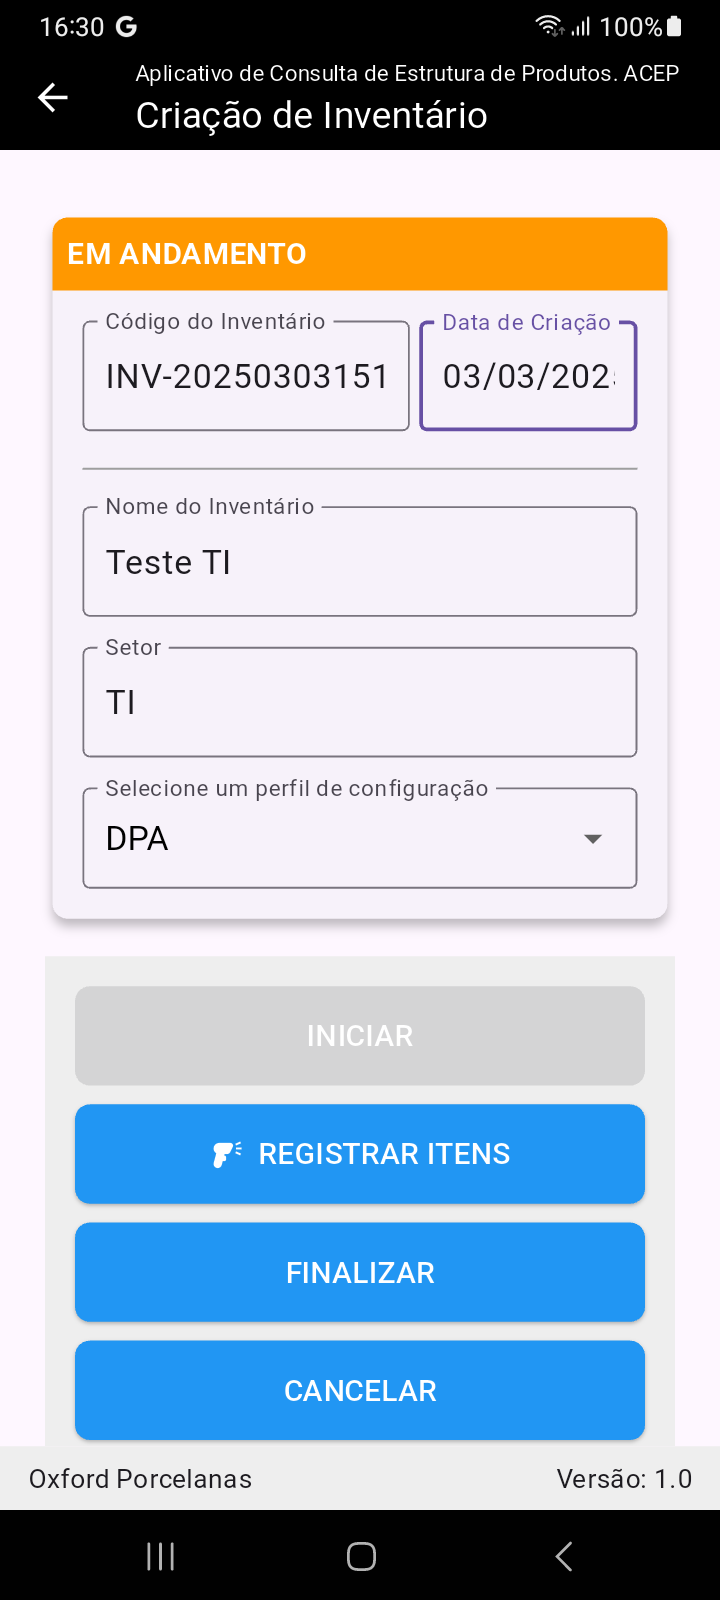 16:30 G 100%
Aplicativo de Consulta de Estrutura de Produtos. ACEP
Criação de Inventário
EM ANDAMENTO
Código do Inventário Data de Criação
INV-20250303151 03/03/202
Nome do Inventário
Teste TI
Setor
TI
Selecione um perfil de configuração
DPA
INICIAR
REGISTRAR ITENS
FINALIZAR
CANCELAR
Oxford Porcelanas Versão: 1.0